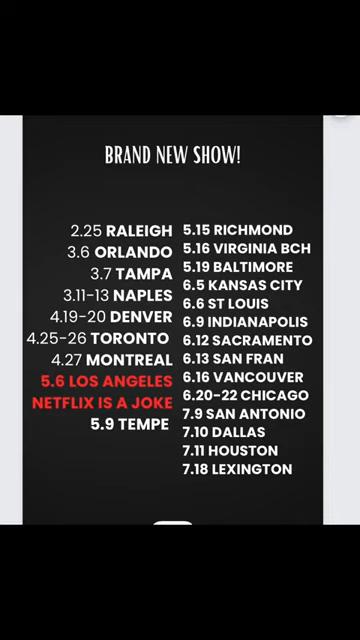 BRAND NEW SHOW!
2.25 RALEIGH
3.6 ORLANDO
3.7 TAMPA
3.11-13 NAPLES
4.19-20 DENVER
4.25-26 TORONTO
4.27 MONTREAL
5.6 LOS ANGELES
NETFLIX IS A JOKE
5.9 TEMPE
5.15 RICHMOND
5.16 VIRGINIA BCH
5.19 BALTIMORE
6.5 KANSAS CITY
6.6 ST LOUIS
6.9 INDIANAPOLIS
6.12 SACRAMENTO
6.13 SAN FRAN
6.16 VANCOUVER
6.20-22 CHICAGO
7.9 SAN ANTONIO
7.10 DALLAS
7.11 HOUSTON
7.18 LEXINGTON